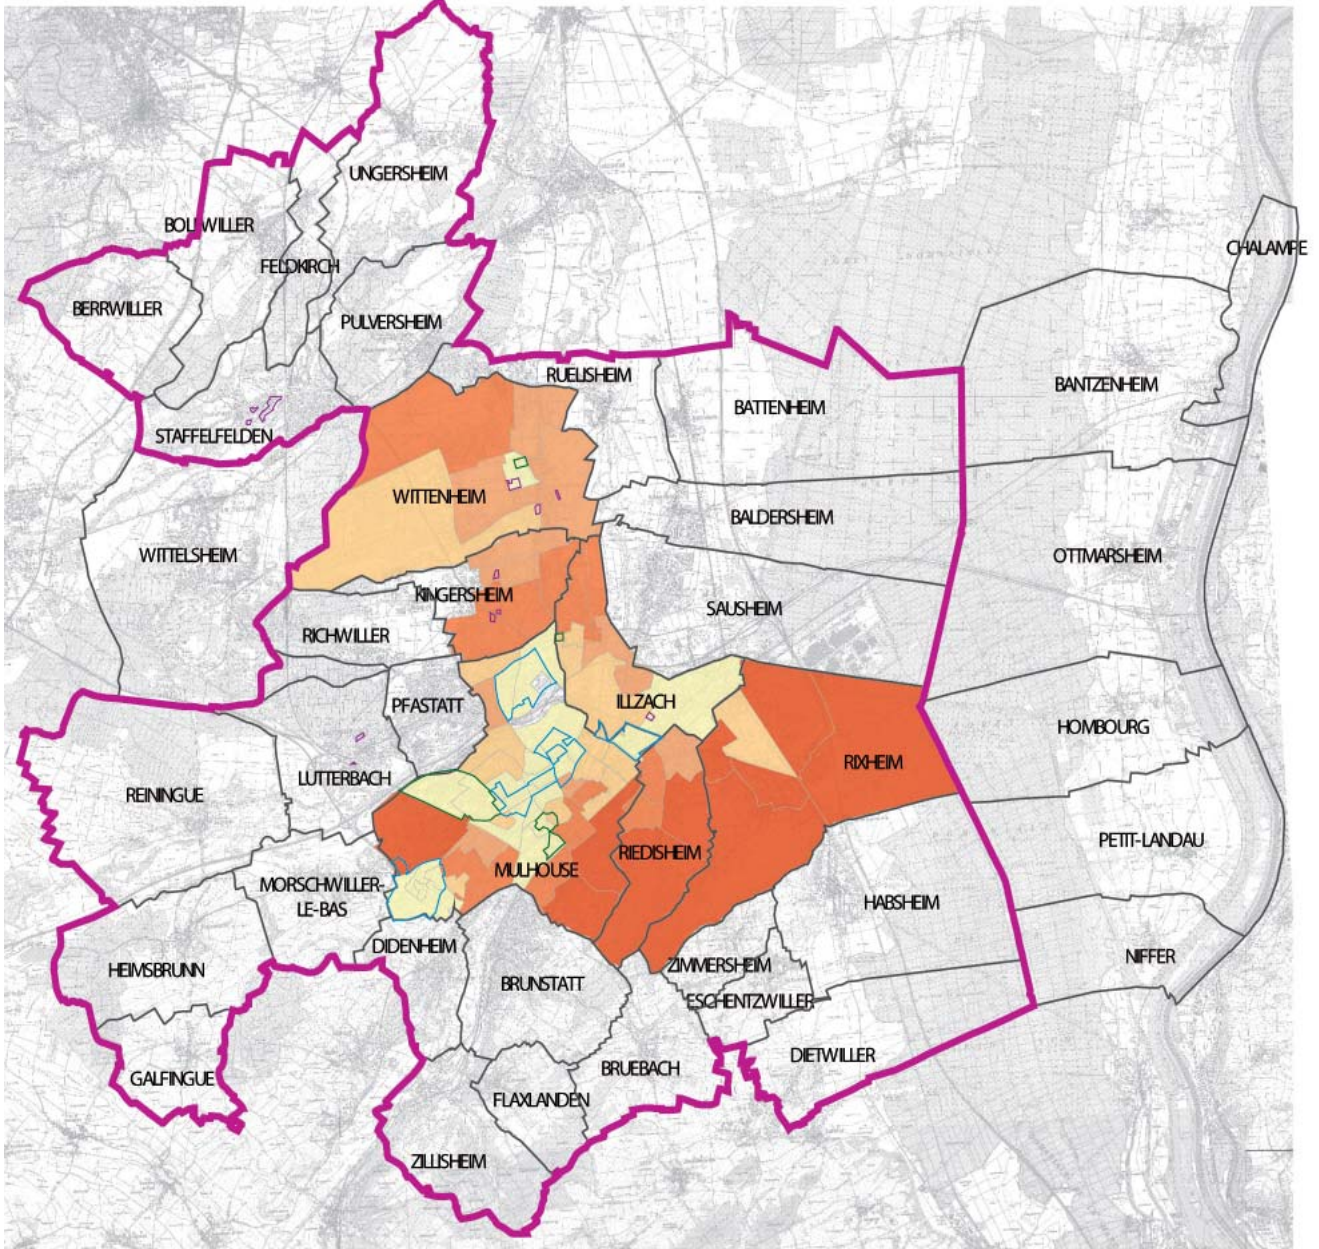 UNGERSHEIM
BOLLWILLER
CHALAMPE
FELDKIRCH
BERRWILLER
PULVERSHEIM
RUELISHEIM
BANTZENHEIM
BATTENHEIM
STAFFELFELDEN
WITTENHEIM
BALDERSHEIM
WITTELSHEIM
OTTMARSHEIM
KINGERSHEIM
SAUSHEIM
RICHWILLER
PFASTATT
ILLZACH
HOMBOURG
RIXHEIM
LUTTERBACH
REININGUE
PETIT-LANDAU
RIEDISHEIM
MULHOUSE
MORSCHWILLER-
LE-BAS
HABSHEIM
DIDENHEIM
NIFFER
ZIMMERSHEIM
HEIMSBRUNN
BRUNSTATT
ESCHENTZWILLER
DIETWILLER
BRUEBACH
GALFINGUE
FLAXLANDEN
ZILLISHEIM